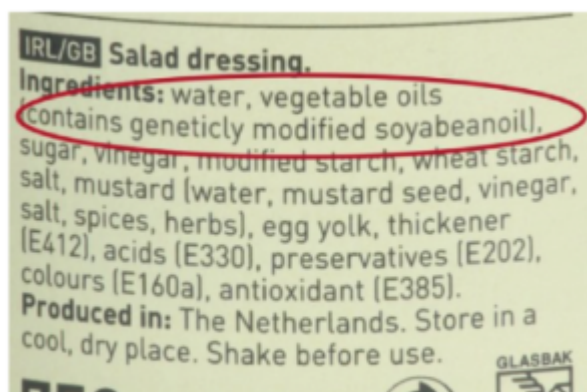 IRL/GB Salad dressing.
Ingredients: water, vegetable oils
(contains geneticly modified soyabeanoil),
sugar, vinegar, modified starch, wheat starch,
salt, mustard (water, mustard seed, vinegar,
salt, spices, herbs), egg yolk, thickener
(E412), acids (E330), preservatives (E202),
colours (E160a), antioxidant (E385).
Produced in: The Netherlands. Store in a
cool, dry place. Shake before use.
GLASBAK